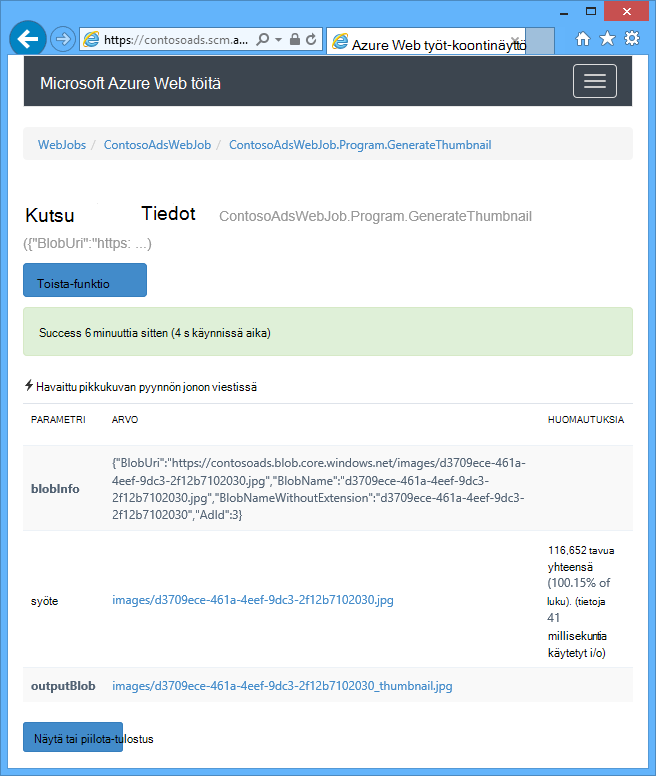 https://contosoads.scm.a...
Azure Web työt-koontinäyttö
Microsoft Azure Web töitä
WebJobs / ContosoAdsWebJob / ContosoAdsWebJob.Program.GenerateThumbnail
Kutsu Tiedot ContosoAdsWebJob.Program.GenerateThumbnail
({"BlobUri":"https: ...)
Toista-funktio
Success 6 minuuttia sitten (4 s käynnissä aika)
Havaittu pikkukuvan pyynnön jonon viestissä
PARAMETRI ARVO HUOMAUTUKSIA
{"BlobUri":"https://contosoads.blob.core.windows.net/images/d3709ece-461a-
4eef-9dc3-2f12b7102030.jpg","BlobName":"d3709ece-461a-4eef-9dc3-
blobInfo 2f12b7102030.jpg","BlobNameWithoutExtension":"d3709ece-461a-4eef-9dc3-
2f12b7102030","AdId":3}
116,652 tavua
yhteensä
(100.15% of
syöte images/d3709ece-461a-4eef-9dc3-2f12b7102030.jpg luku). (tietoja
41
millisekuntia
käytetyt i/o)
outputBlob images/d3709ece-461a-4eef-9dc3-2f12b7102030_thumbnail.jpg
Näytä tai piilota-tulostus